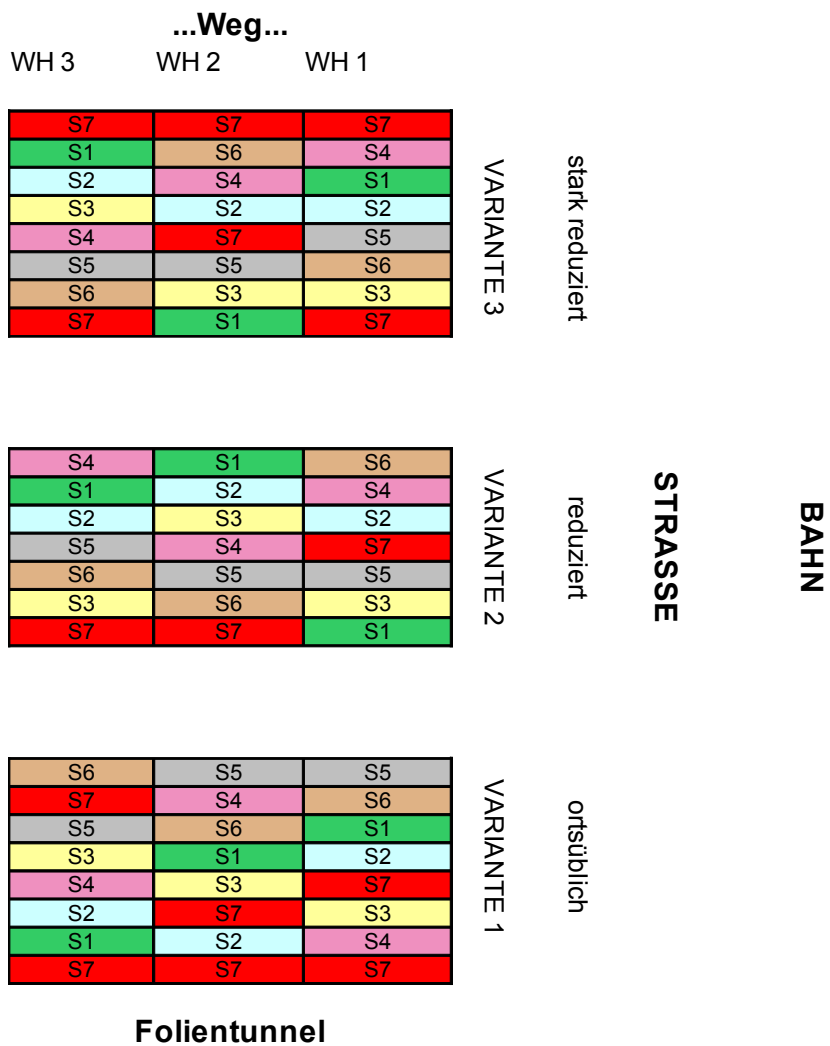 ...Weg...
WH 3 WH 2 WH 1
S7 S7 S7
S1 S6 S4
S2 S4 S1
S3 S2 S2
S4 S7 S5
S5 S5 S6
S6 S3 S3
S7 S1 S7
VARIANTE 3
stark reduziert
S4 S1 S6
S1 S2 S4
S2 S3 S2
S5 S4 S7
S6 S5 S5
S3 S6 S3
S7 S7 S1
VARIANTE 2
reduziert
STRASSE
BAHN
S6 S5 S5
S7 S4 S6
S5 S6 S1
S3 S1 S2
S4 S3 S7
S2 S7 S3
S1 S2 S4
S7 S7 S7
VARIANTE 1
ortsüblich
Folientunnel